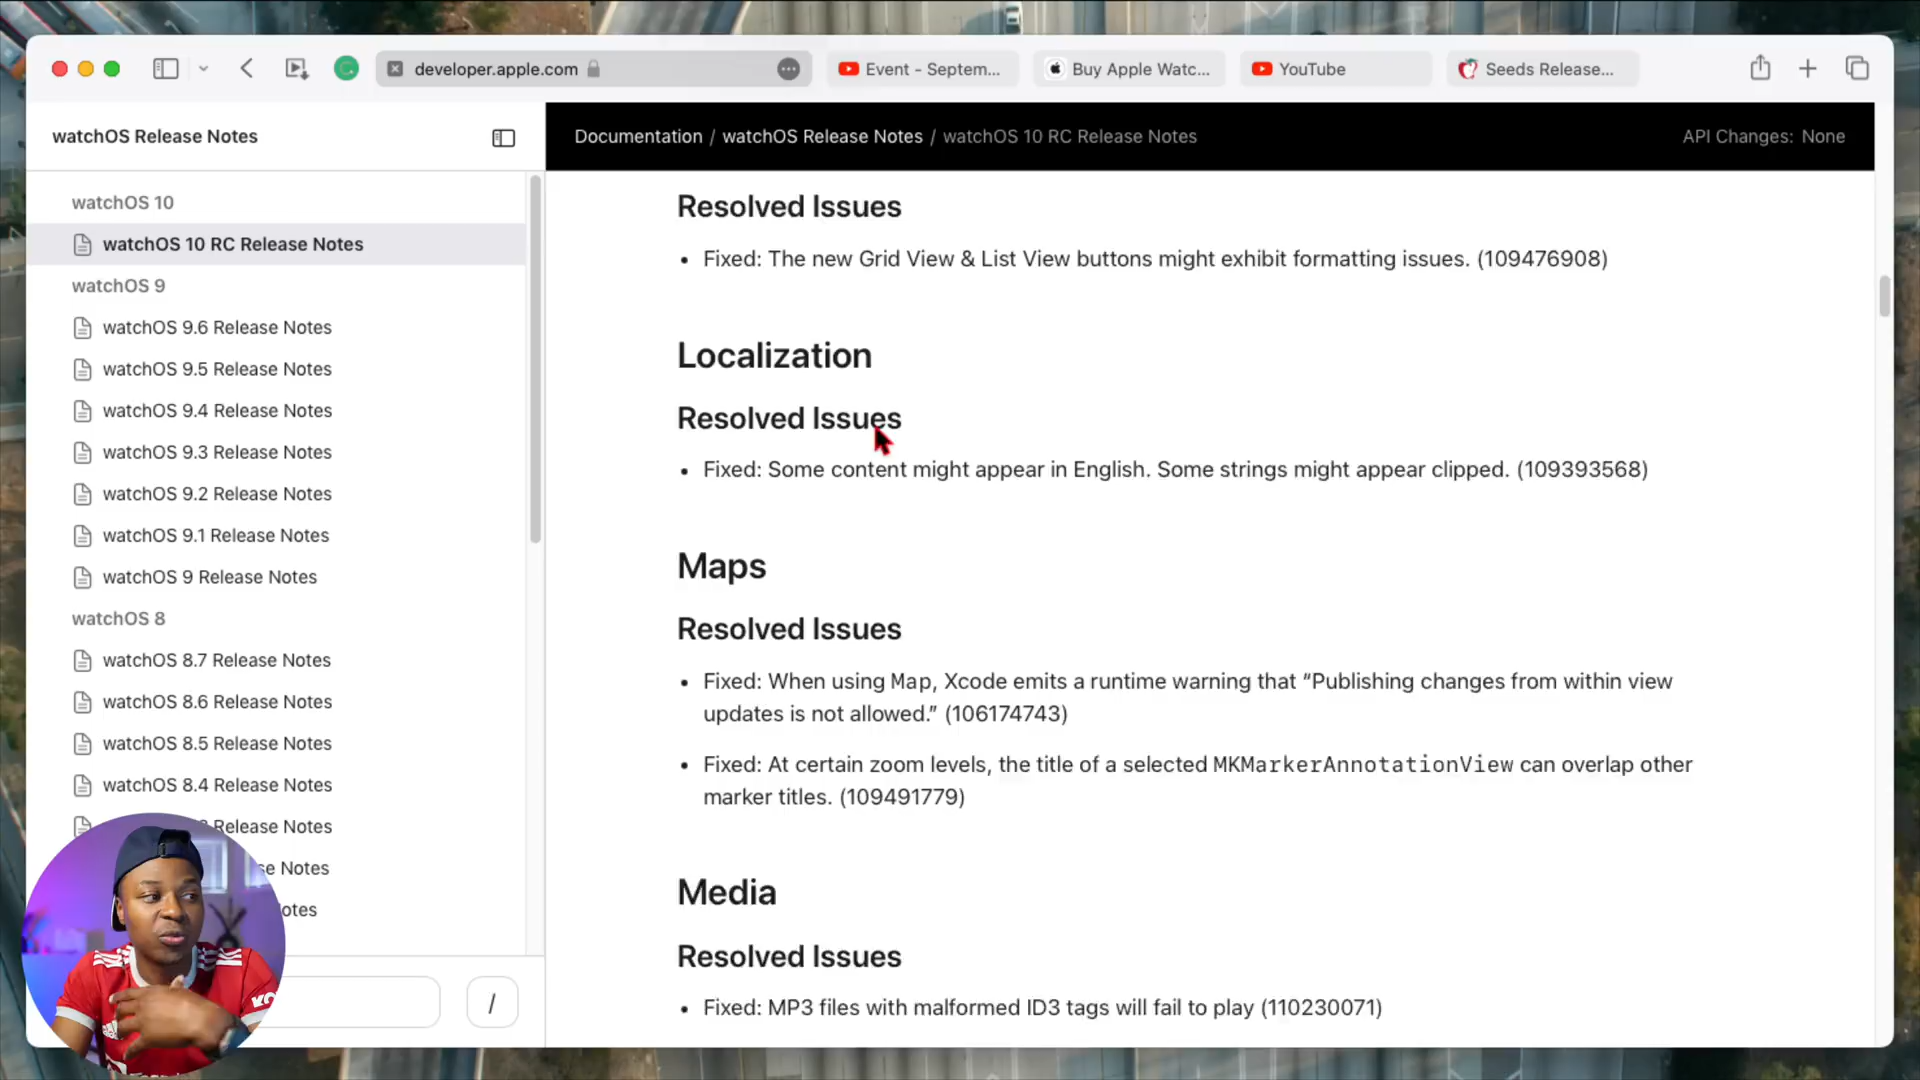 developer.apple.com
Event - Septem...
Buy Apple Watc...
YouTube
Seeds Release...
watchOS Release Notes
Documentation / watchOS Release Notes / watchOS 10 RC Release Notes
API Changes: None
watchOS 10
watchOS 10 RC Release Notes
watchOS 9
watchOS 9.6 Release Notes
watchOS 9.5 Release Notes
watchOS 9.4 Release Notes
watchOS 9.3 Release Notes
watchOS 9.2 Release Notes
watchOS 9.1 Release Notes
watchOS 9 Release Notes
watchOS 8
watchOS 8.7 Release Notes
watchOS 8.6 Release Notes
watchOS 8.5 Release Notes
watchOS 8.4 Release Notes
Release Notes
se Notes
otes
/
Resolved Issues
• Fixed: The new Grid View & List View buttons might exhibit formatting issues. (109476908)
Localization
Resolved Issues
• Fixed: Some content might appear in English. Some strings might appear clipped. (109393568)
Maps
Resolved Issues
• Fixed: When using Map, Xcode emits a runtime warning that “Publishing changes from within view
updates is not allowed.” (106174743)
• Fixed: At certain zoom levels, the title of a selected MKMarkerAnnotationView can overlap other
marker titles. (109491779)
Media
Resolved Issues
• Fixed: MP3 files with malformed ID3 tags will fail to play (110230071)